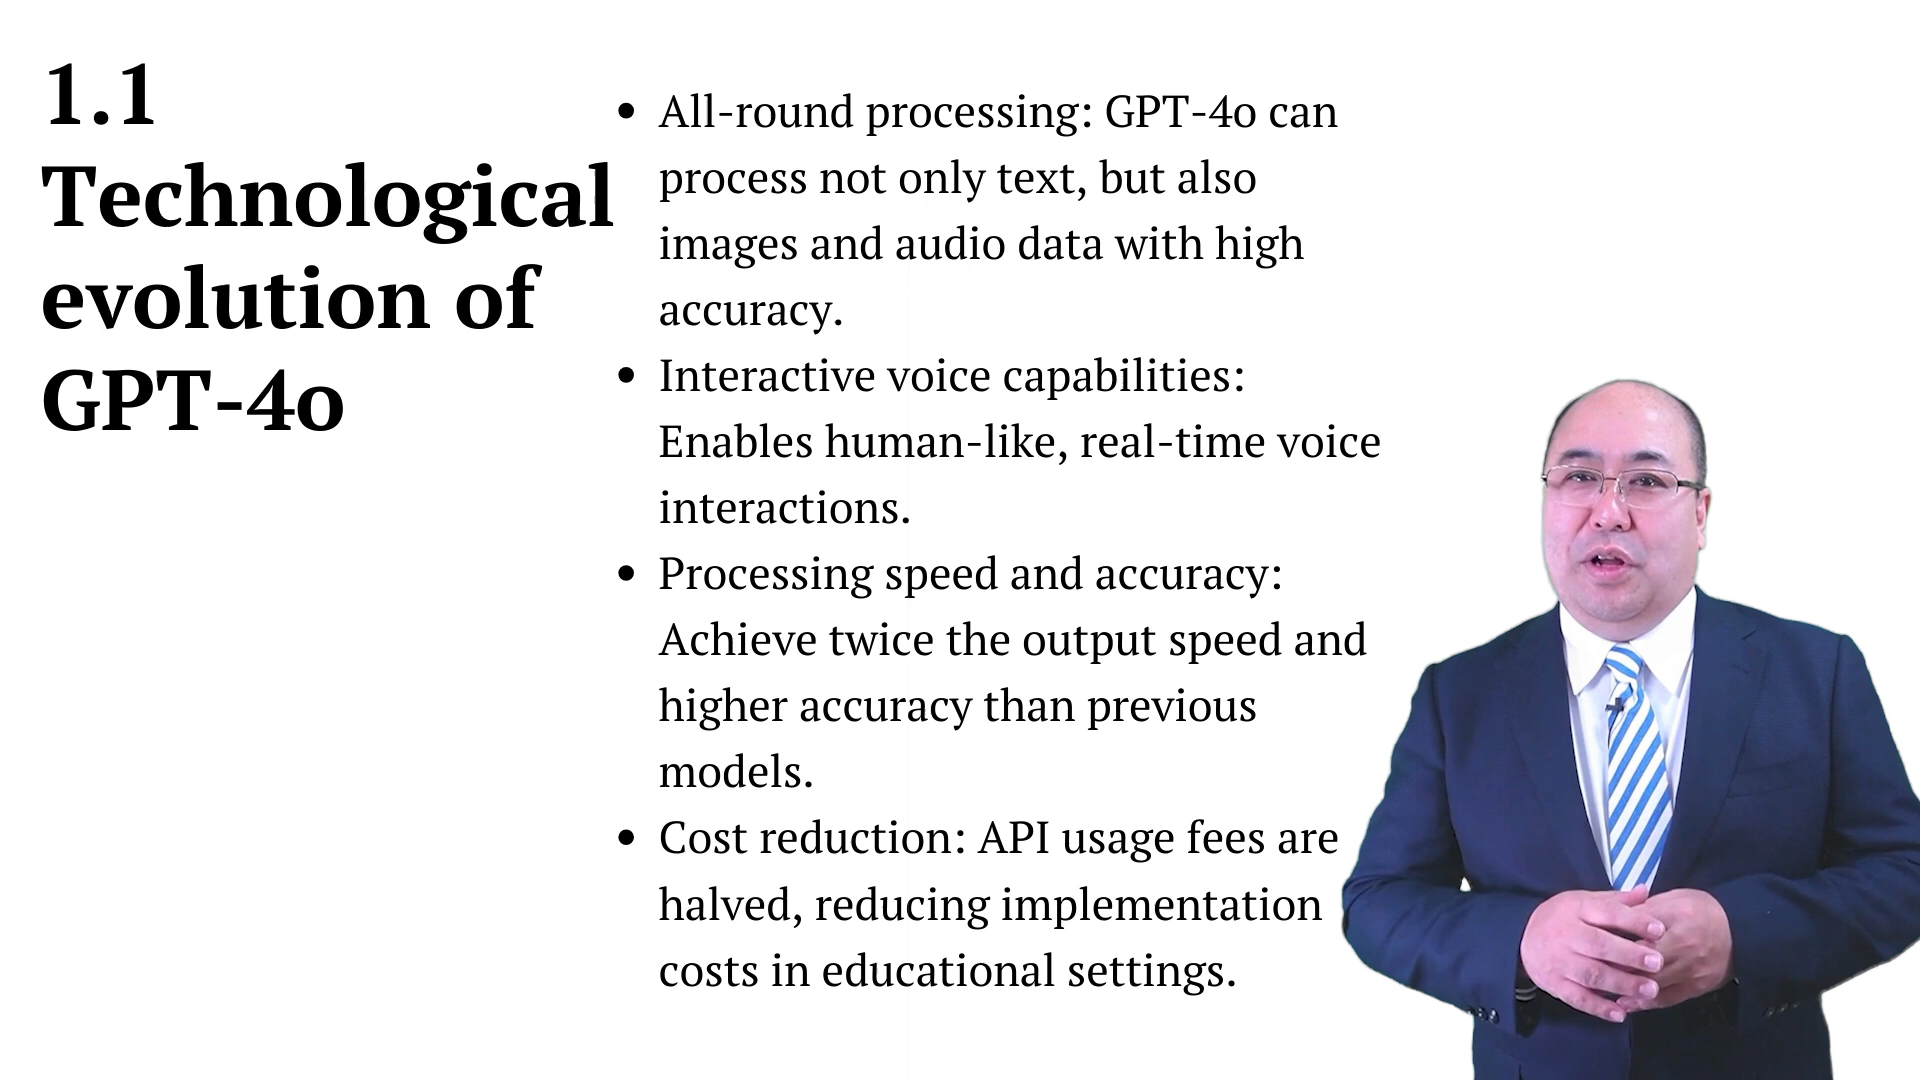 1.1
Technological
evolution of
GPT-4o
• All-round processing: GPT-4o can
process not only text, but also
images and audio data with high
accuracy.
• Interactive voice capabilities:
Enables human-like, real-time voice
interactions.
• Processing speed and accuracy:
Achieve twice the output speed and
higher accuracy than previous
models.
• Cost reduction: API usage fees are
halved, reducing implementation
costs in educational settings.